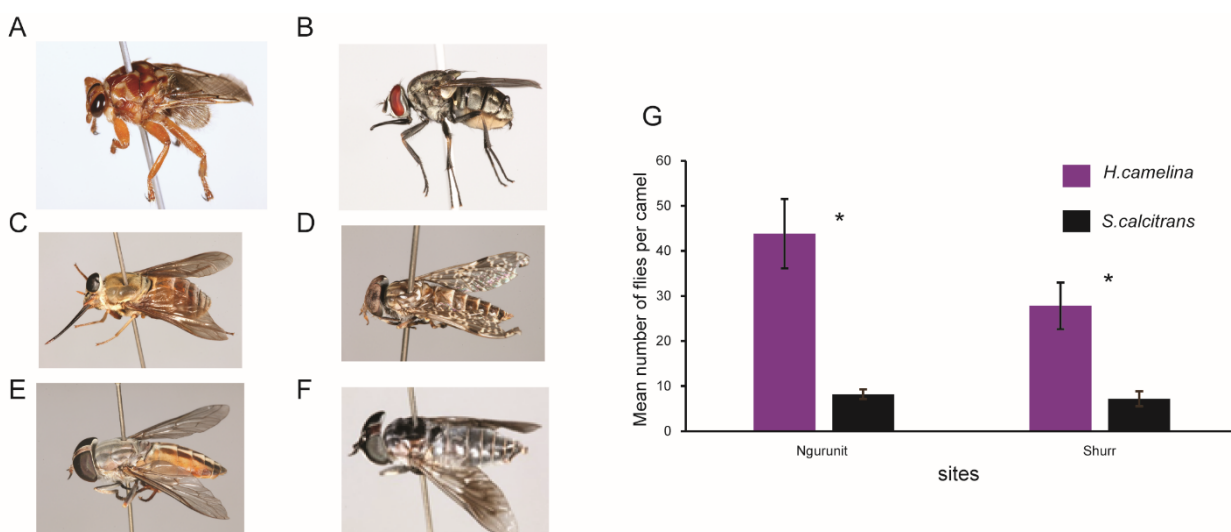 A
B
C
D
E
F
G
60
50
40
30
20
10
0
Mean number of flies per camel
H.camelina
S.calcitrans
*
*
Ngurunit
Shurr
sites